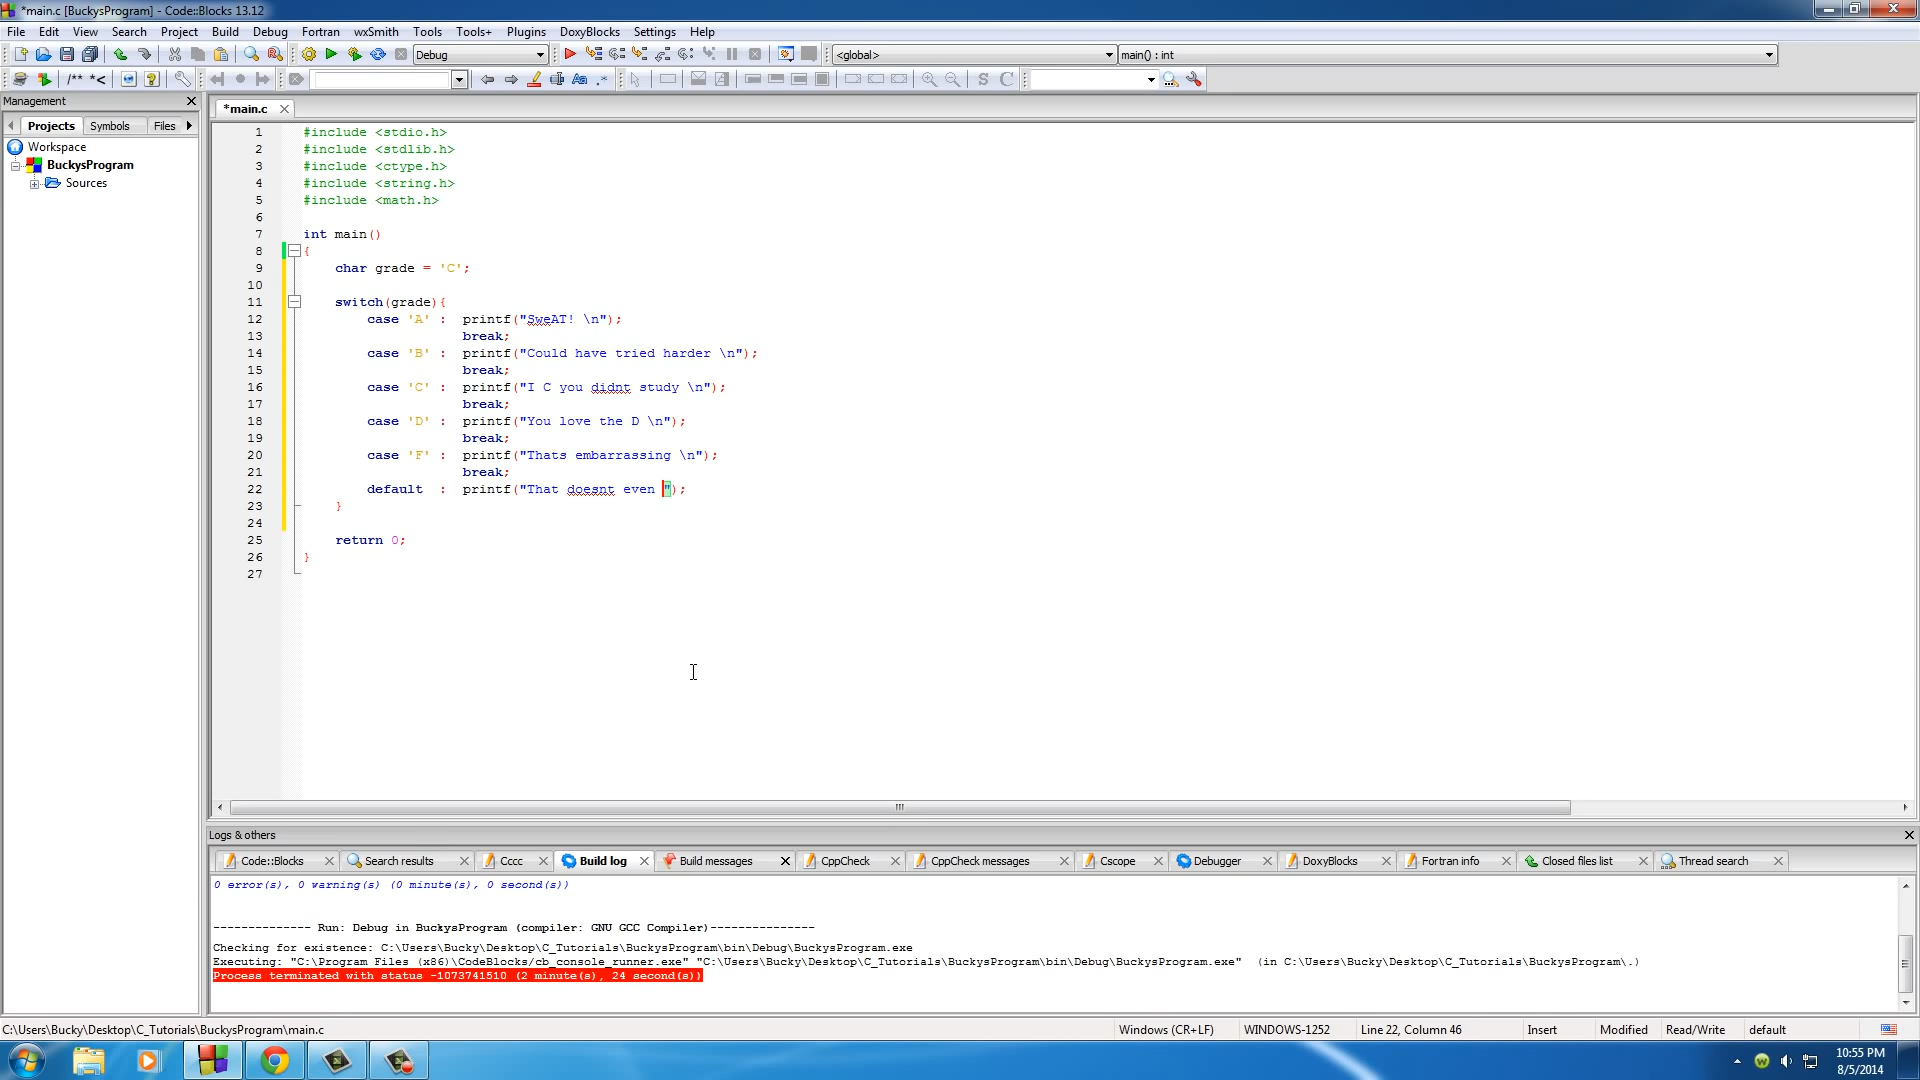 *main.c [BuckysProgram] - Code::Blocks 13.12
File Edit View Search Project Build Debug Fortran wxSmith Tools Tools+ Plugins DoxyBlocks Settings Help
Debug <global> main() : int
/** *<
Aa .* S C
Management
*main.c
Projects Symbols Files
Workspace
BuckysProgram
Sources
1 #include <stdio.h>
2 #include <stdlib.h>
3 #include <ctype.h>
4 #include <string.h>
5 #include <math.h>
6
7 int main()
8 {
9 char grade = 'C';
10
11 switch(grade){
12 case 'A' : printf("SweAT! \n");
13 break;
14 case 'B' : printf("Could have tried harder \n");
15 break;
16 case 'C' : printf("I C you didnt study \n");
17 break;
18 case 'D' : printf("You love the D \n");
19 break;
20 case 'F' : printf("Thats embarrassing \n");
21 break;
22 default : printf("That doesnt even ");
23 }
24
25 return 0;
26 }
27
Logs & others
Code::Blocks Search results Cccc Build log Build messages CppCheck CppCheck messages Cscope Debugger DoxyBlocks Fortran info Closed files list Thread search
0 error(s), 0 warning(s) (0 minute(s), 0 second(s))
-------------- Run: Debug in BuckysProgram (compiler: GNU GCC Compiler)---------------
Checking for existence: C:\Users\Bucky\Desktop\C_Tutorials\BuckysProgram\bin\Debug\BuckysProgram.exe
Executing: "C:\Program Files (x86)\CodeBlocks/cb_console_runner.exe" "C:\Users\Bucky\Desktop\C_Tutorials\BuckysProgram\bin\Debug\BuckysProgram.exe" (in C:\Users\Bucky\Desktop\C_Tutorials\BuckysProgram\.)
Process terminated with status -1073741510 (2 minute(s), 24 second(s))
C:\Users\Bucky\Desktop\C_Tutorials\BuckysProgram\main.c Windows (CR+LF) WINDOWS-1252 Line 22, Column 46 Insert Modified Read/Write default
10:55 PM
8/5/2014